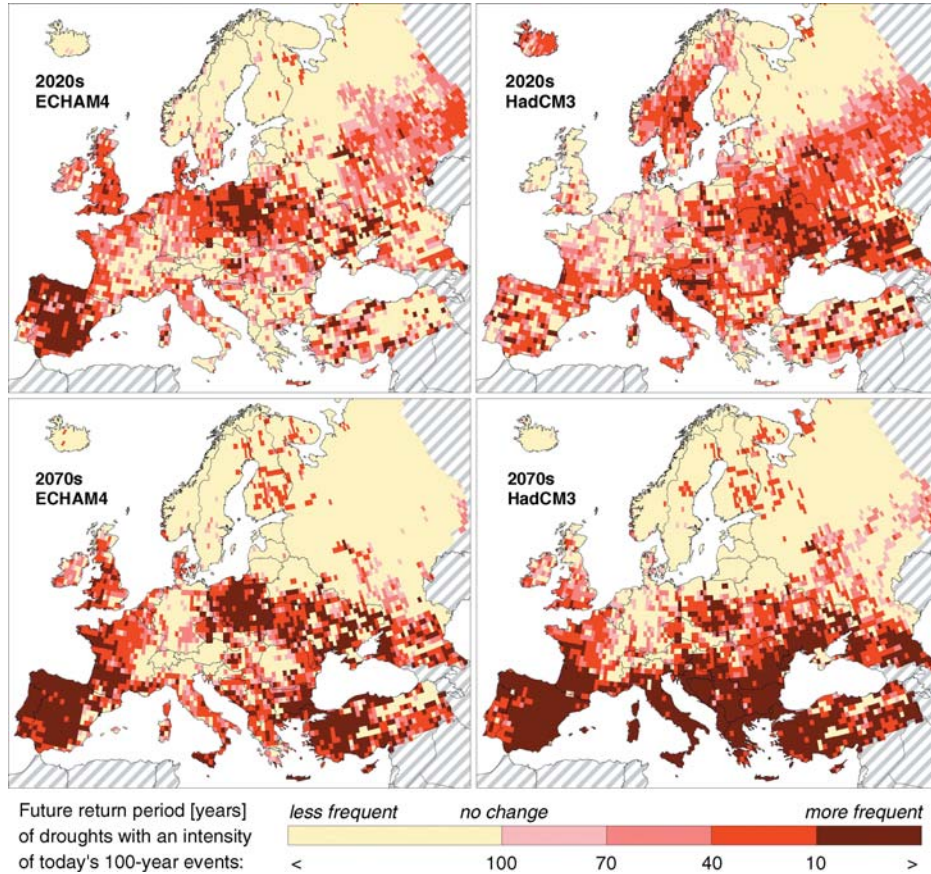 2020s
ECHAM4
2020s
HadCM3
2070s
ECHAM4
2070s
HadCM3
Future return period [years]
of droughts with an intensity
of today's 100-year events:
less frequent no change more frequent
< 100 70 40 10 >